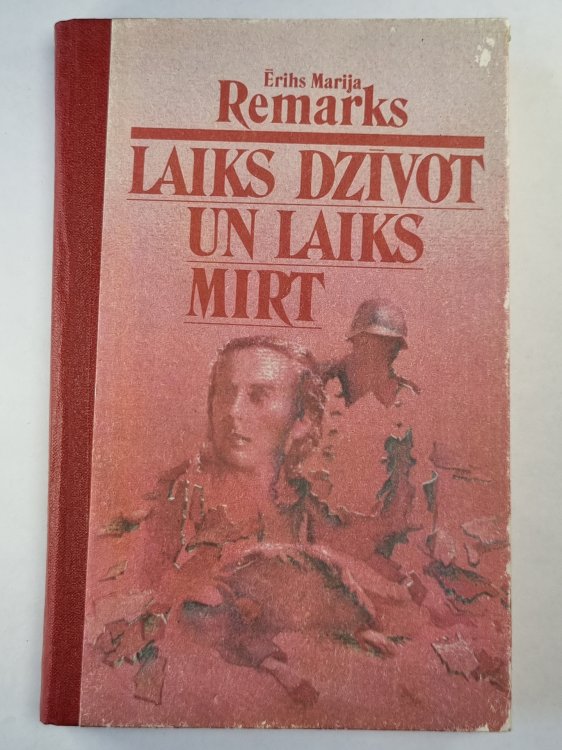 Ērihs Marija
Remarks
LAIKS DZĪVOT
UN LAIKS
MIRT